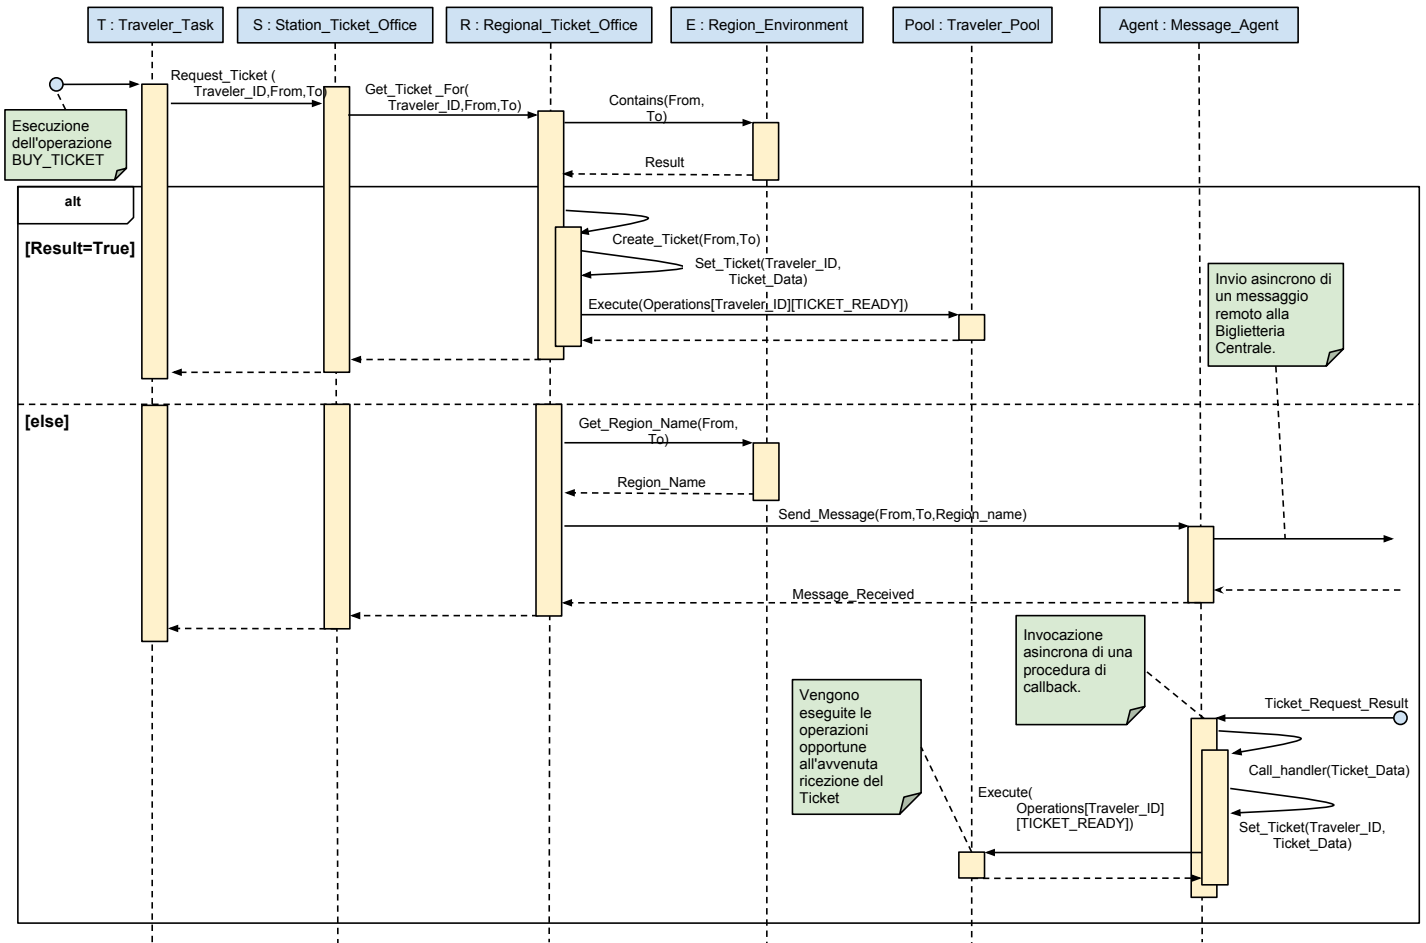 T : Traveler_Task
S : Station_Ticket_Office
R : Regional_Ticket_Office
E : Region_Environment
Pool : Traveler_Pool
Agent : Message_Agent
Request_Ticket (
Traveler_ID,From,To)
Get_Ticket _For(
Traveler_ID,From,To)
Contains(From,
To)
Esecuzione
dell'operazione
BUY_TICKET
Result
alt
[Result=True]
Create_Ticket(From,To)
Set_Ticket(Traveler_ID,
Ticket_Data)
Execute(Operations[Traveler_ID][TICKET_READY])
Invio asincrono di
un messaggio
remoto alla
Biglietteria
Centrale.
[else]
Get_Region_Name(From,
To)
Region_Name
Send_Message(From,To,Region_name)
Message_Received
Invocazione
asincrona di una
procedura di
callback.
Vengono
eseguite le
operazioni
opportune
all'avvenuta
ricezione del
Ticket
Ticket_Request_Result
Call_handler(Ticket_Data)
Execute(
Operations[Traveler_ID]
[TICKET_READY])
Set_Ticket(Traveler_ID,
Ticket_Data)